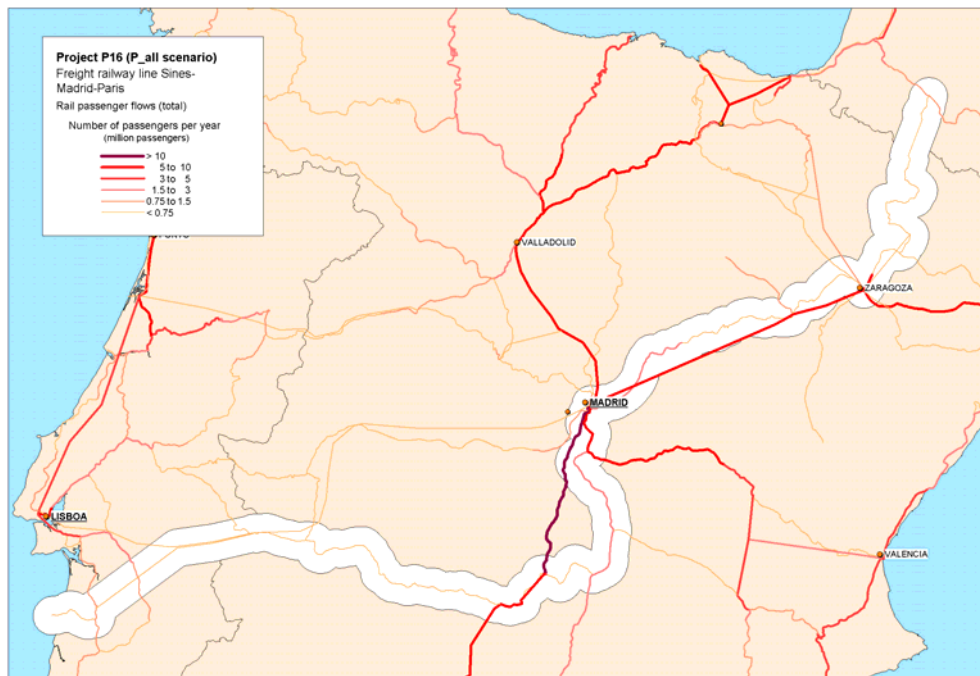 Project P16 (P_all scenario)
Freight railway line Sines-
Madrid-Paris
Rail passenger flows (total)
Number of passengers per year
(million passengers)
> 10
5 to 10
3 to 5
1.5 to 3
0.75 to 1.5
< 0.75
VALLADOLID
ZARAGOZA
MADRID
LISBOA
VALENCIA